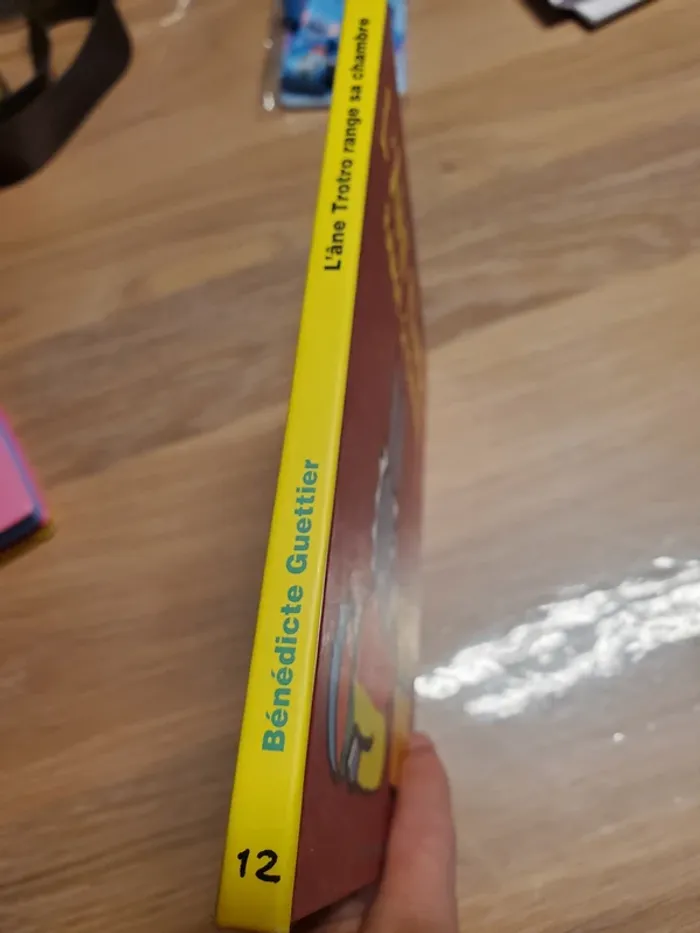 L'âne Trotro range sa chambre
Bénédicte Guettier
12